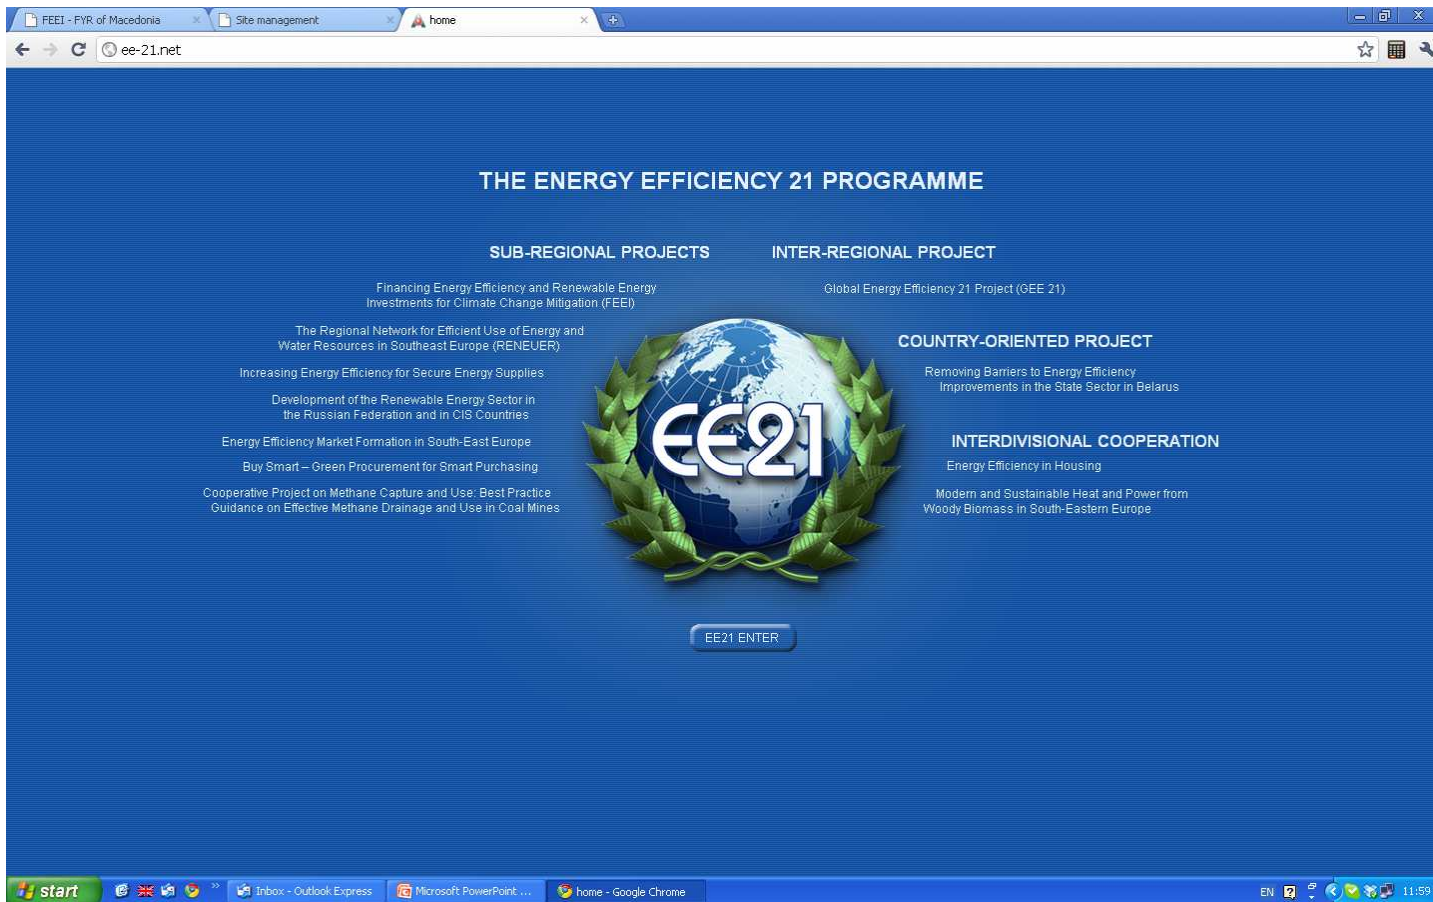 FEEI - FYR of Macedonia
Site management
home
ee-21.net
THE ENERGY EFFICIENCY 21 PROGRAMME
SUB-REGIONAL PROJECTS
Financing Energy Efficiency and Renewable Energy
Investments for Climate Change Mitigation (FEEI)
The Regional Network for Efficient Use of Energy and
Water Resources in Southeast Europe (RENEUER)
Increasing Energy Efficiency for Secure Energy Supplies
Development of the Renewable Energy Sector in
the Russian Federation and in CIS Countries
Energy Efficiency Market Formation in South-East Europe
Buy Smart – Green Procurement for Smart Purchasing
Cooperative Project on Methane Capture and Use: Best Practice
Guidance on Effective Methane Drainage and Use in Coal Mines
INTER-REGIONAL PROJECT
Global Energy Efficiency 21 Project (GEE 21)
COUNTRY-ORIENTED PROJECT
Removing Barriers to Energy Efficiency
Improvements in the State Sector in Belarus
INTERDIVISIONAL COOPERATION
Energy Efficiency in Housing
Modern and Sustainable Heat and Power from
Woody Biomass in South-Eastern Europe
EE21
EE21 ENTER
start
Inbox - Outlook Express
Microsoft PowerPoint ...
home - Google Chrome
EN
11:59